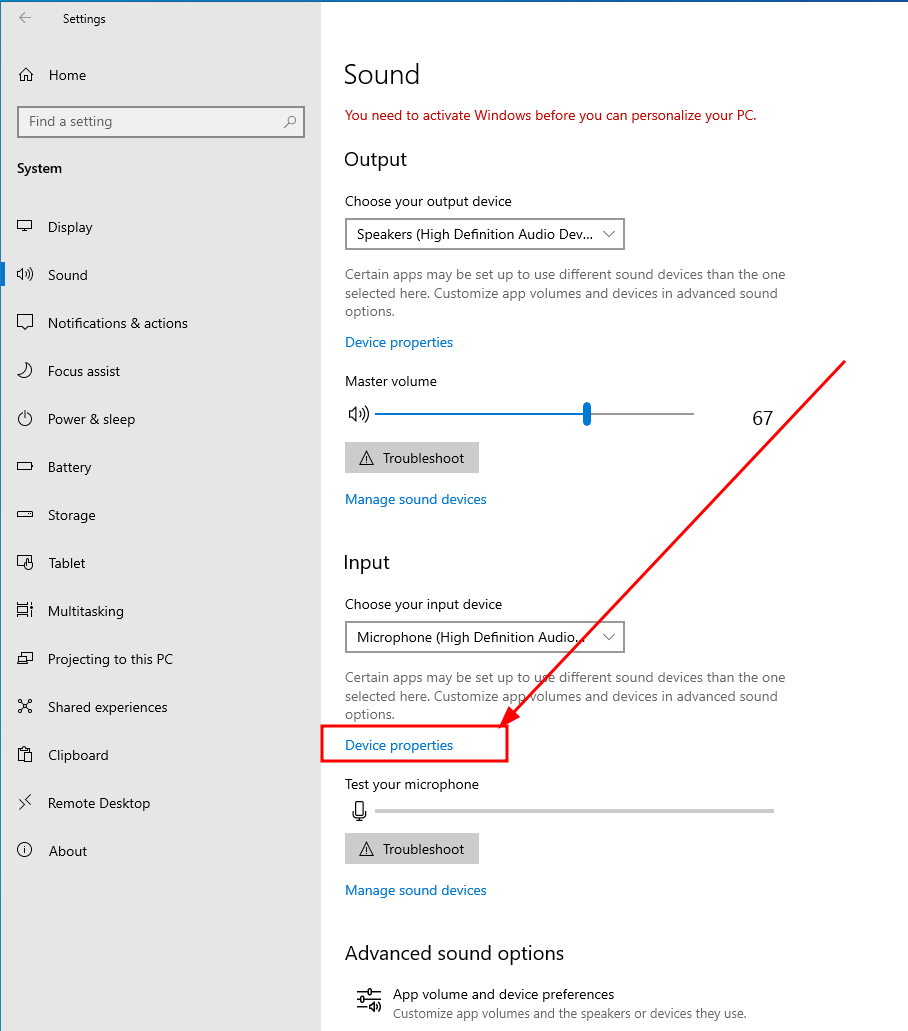 Settings
Home
Find a setting
System
Display
Sound
Notifications & actions
Focus assist
Power & sleep
Battery
Storage
Tablet
Multitasking
Projecting to this PC
Shared experiences
Clipboard
Remote Desktop
About
Sound
You need to activate Windows before you can personalize your PC.
Output
Choose your output device
Speakers (High Definition Audio Dev...
Certain apps may be set up to use different sound devices than the one
selected here. Customize app volumes and devices in advanced sound
options.
Device properties
Master volume
67
Troubleshoot
Manage sound devices
Input
Choose your input device
Microphone (High Definition Audio...
Certain apps may be set up to use different sound devices than the one
selected here. Customize app volumes and devices in advanced sound
options.
Device properties
Test your microphone
Troubleshoot
Manage sound devices
Advanced sound options
App volume and device preferences
Customize app volumes and the speakers or devices they use.